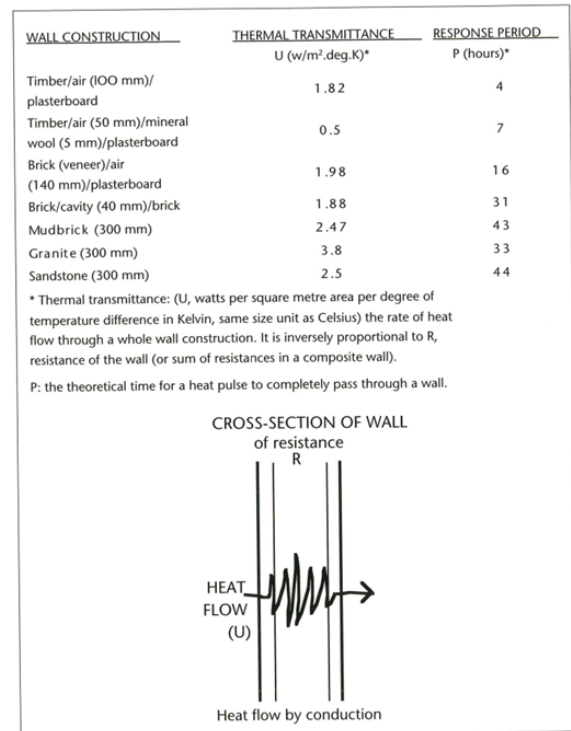 WALL CONSTRUCTION THERMAL TRANSMITTANCE RESPONSE PERIOD
U (w/m².deg.K)* P (hours)*
Timber/air (IOO mm)/
plasterboard 1.82 4
Timber/air (50 mm)/mineral
wool (5 mm)/plasterboard 0.5 7
Brick (veneer)/air
(140 mm)/plasterboard 1.98 16
Brick/cavity (40 mm)/brick 1.88 31
Mudbrick (300 mm) 2.47 43
Granite (300 mm) 3.8 33
Sandstone (300 mm) 2.5 44
* Thermal transmittance: (U, watts per square metre area per degree of
temperature difference in Kelvin, same size unit as Celsius) the rate of heat
flow through a whole wall construction. It is inversely proportional to R,
resistance of the wall (or sum of resistances in a composite wall).
P: the theoretical time for a heat pulse to completely pass through a wall.
CROSS-SECTION OF WALL
of resistance
R
HEAT
FLOW
(U)
Heat flow by conduction